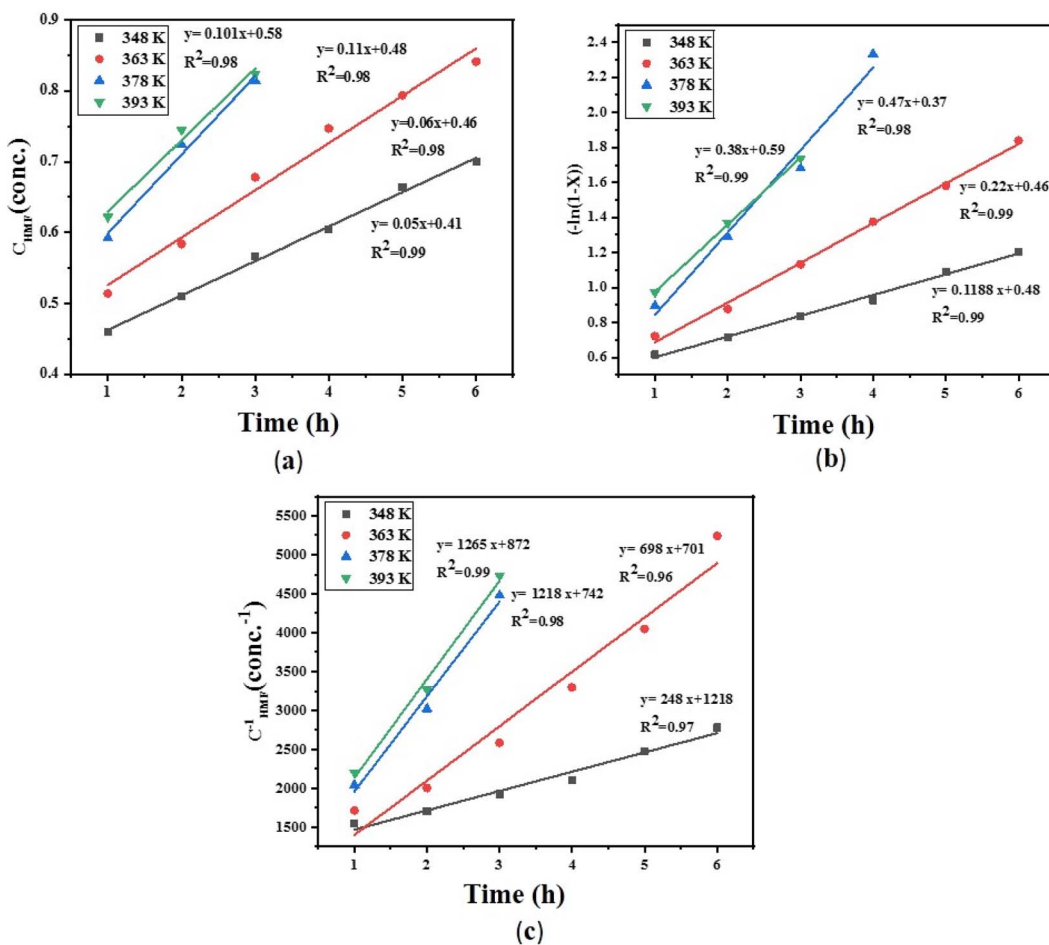 0.9
0.8
0.7
0.6
0.5
0.4
C_HMF(conc.)
348 K
363 K
378 K
393 K
y= 0.101x+0.58
R²=0.98
y= 0.11x+0.48
R²=0.98
y=0.06x+0.46
R²=0.98
y= 0.05x+0.41
R²=0.99
1 2 3 4 5 6
Time (h)
(a)
2.4
2.2
2.0
1.8
1.6
1.4
1.2
1.0
0.8
0.6
(-ln(1-X))
348 K
363 K
378 K
393 K
y= 0.47x+0.37
R²=0.98
y= 0.38x+0.59
R²=0.99
y= 0.22x+0.46
R²=0.99
y= 0.1188 x+0.48
R²=0.99
1 2 3 4 5 6
Time (h)
(b)
5500
5000
4500
4000
3500
3000
2500
2000
1500
C⁻¹_HMF(conc.⁻¹)
348 K
363 K
378 K
393 K
y= 1265 x+872
R²=0.99
y= 1218 x+742
R²=0.98
y= 698 x+701
R²=0.96
y= 248 x+1218
R²=0.97
1 2 3 4 5 6
Time (h)
(c)